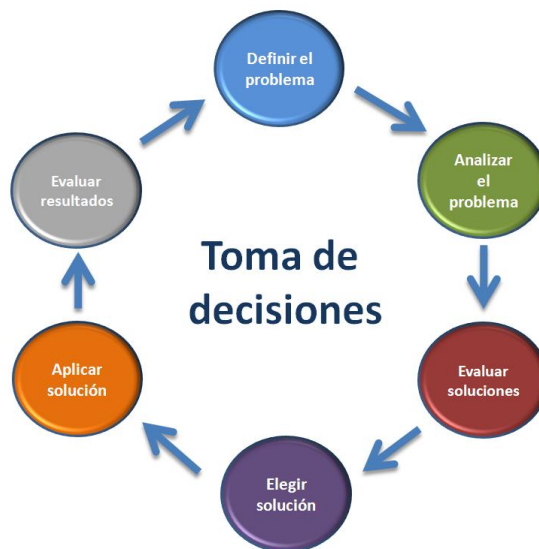 Definir el
problema
Analizar
el
problema
Evaluar
soluciones
Elegir
solución
Aplicar
solución
Evaluar
resultados
Toma de
decisiones